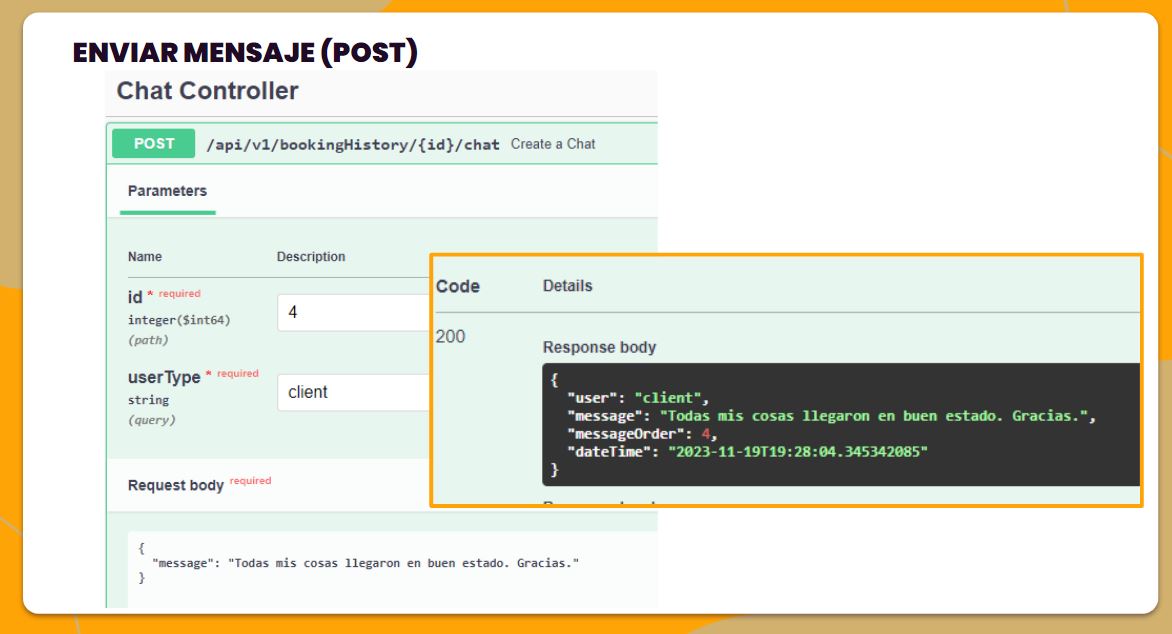 ENVIAR MENSAJE (POST)
Chat Controller
POST /api/v1/bookingHistory/{id}/chat Create a Chat
Parameters
Name Description
id * required
integer($int64)
(path)
4
userType * required
string
(query)
client
Request body required
{
"message": "Todas mis cosas llegaron en buen estado. Gracias."
}
Code Details
200
Response body
{
"user": "client",
"message": "Todas mis cosas llegaron en buen estado. Gracias.",
"messageOrder": 4,
"dateTime": "2023-11-19T19:28:04.345342085"
}